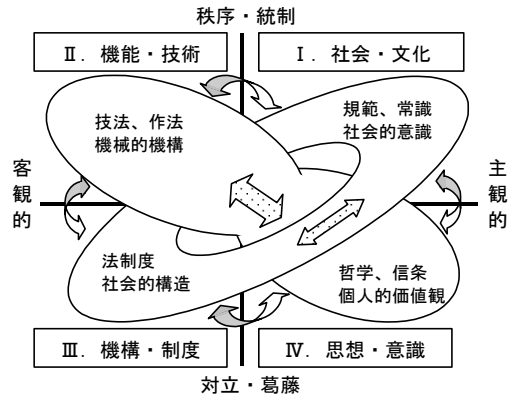 秩序・統制
Ⅱ．機能・技術
Ⅰ．社会・文化
技法、作法
機械的機構
規範、常識
社会的意識
客観的
主観的
法制度
社会的構造
哲学、信条
個人的価値観
Ⅲ．機構・制度
Ⅳ．思想・意識
対立・葛藤